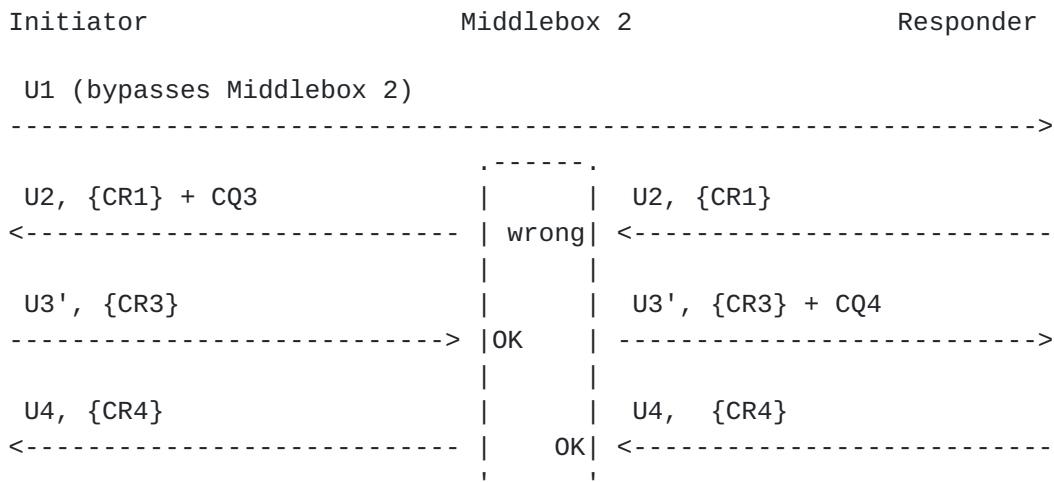 Initiator                    Middlebox 2                 Responder
 U1 (bypasses Middlebox 2)
------------------------------------------------------------------>
                              .------.
 U2, {CR1} + CQ3              |      |  U2, {CR1}
<---------------------------- | wrong| <----------------------------
                              |      |
 U3', {CR3}                   |      |  U3', {CR3} + CQ4
----------------------------> |OK    | --------------------------->
                              |      |
 U4, {CR4}                    |      |  U4,  {CR4}
<---------------------------- |    OK| <----------------------------
                              '      '